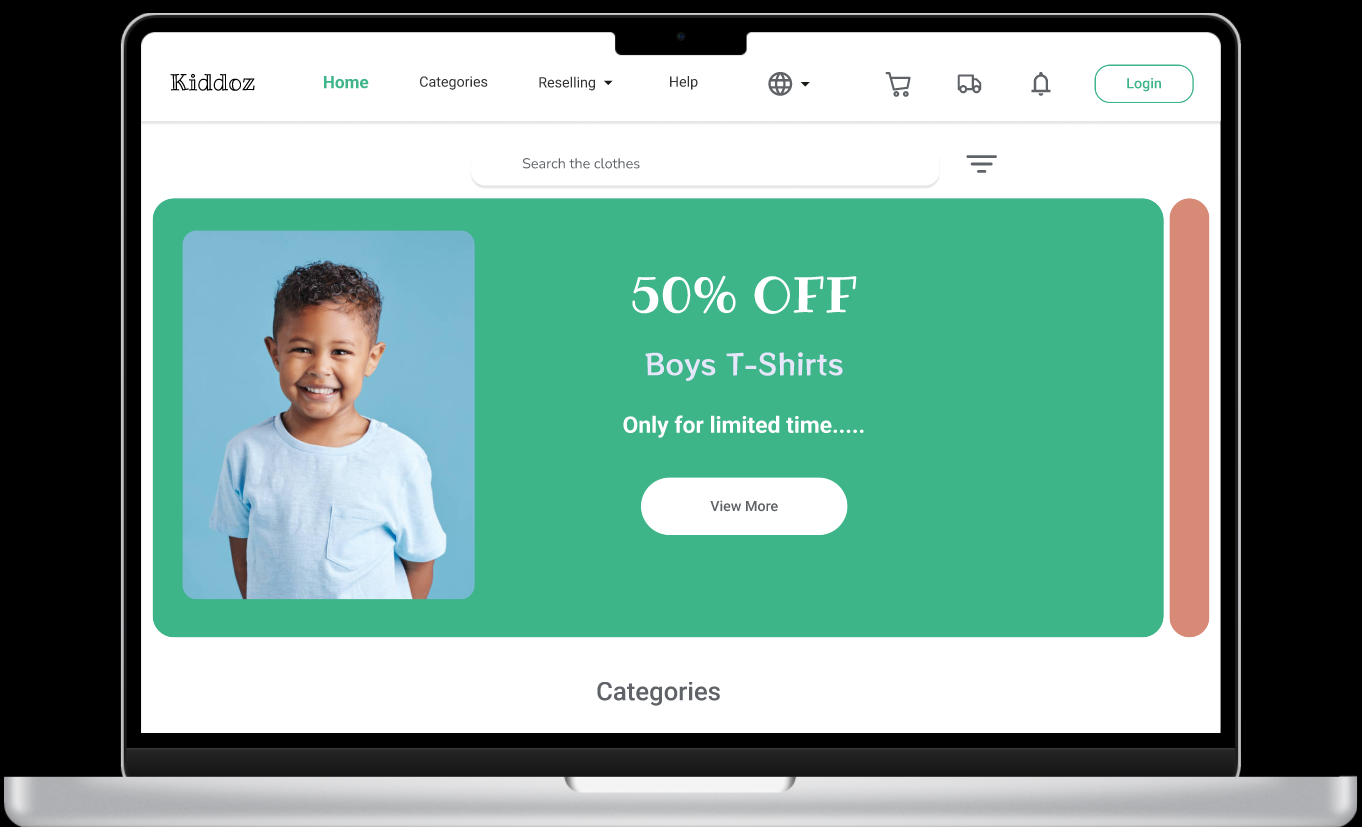 Kiddoz
Home
Categories
Reselling
Help
Login
Search the clothes
50% OFF
Boys T-Shirts
Only for limited time.....
View More
Categories